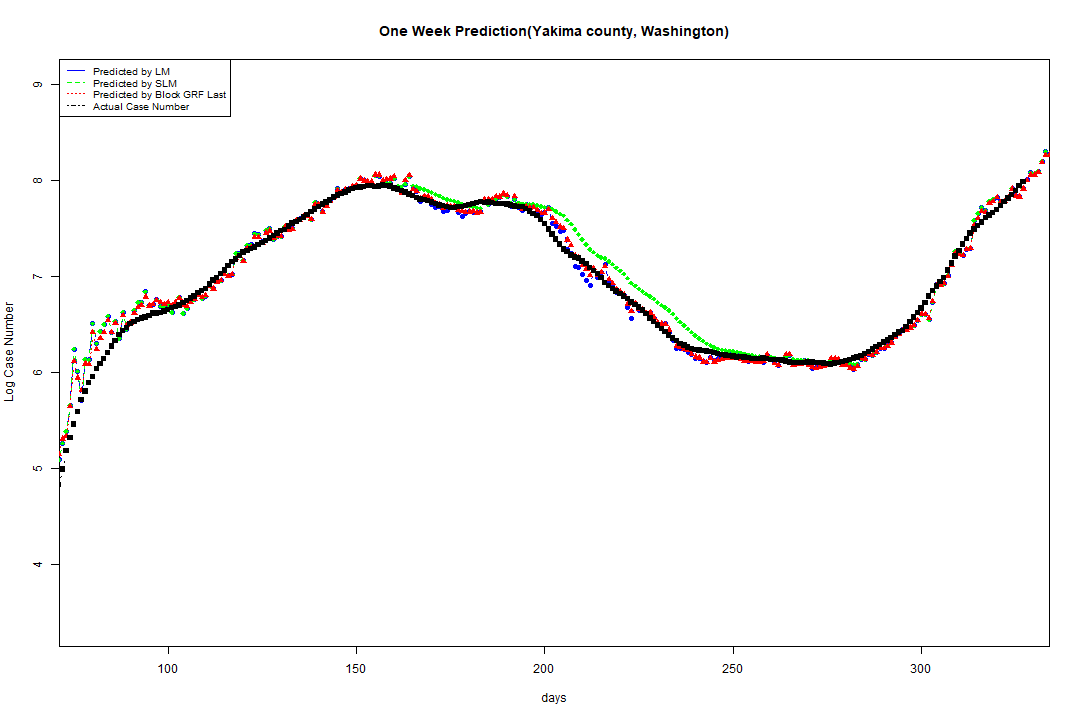 One Week Prediction(Yakima county, Washington)
Predicted by LM
Predicted by SLM
Predicted by Block GRF Last
Actual Case Number
9
8
7
6
5
4
Log Case Number
100 150 200 250 300
days